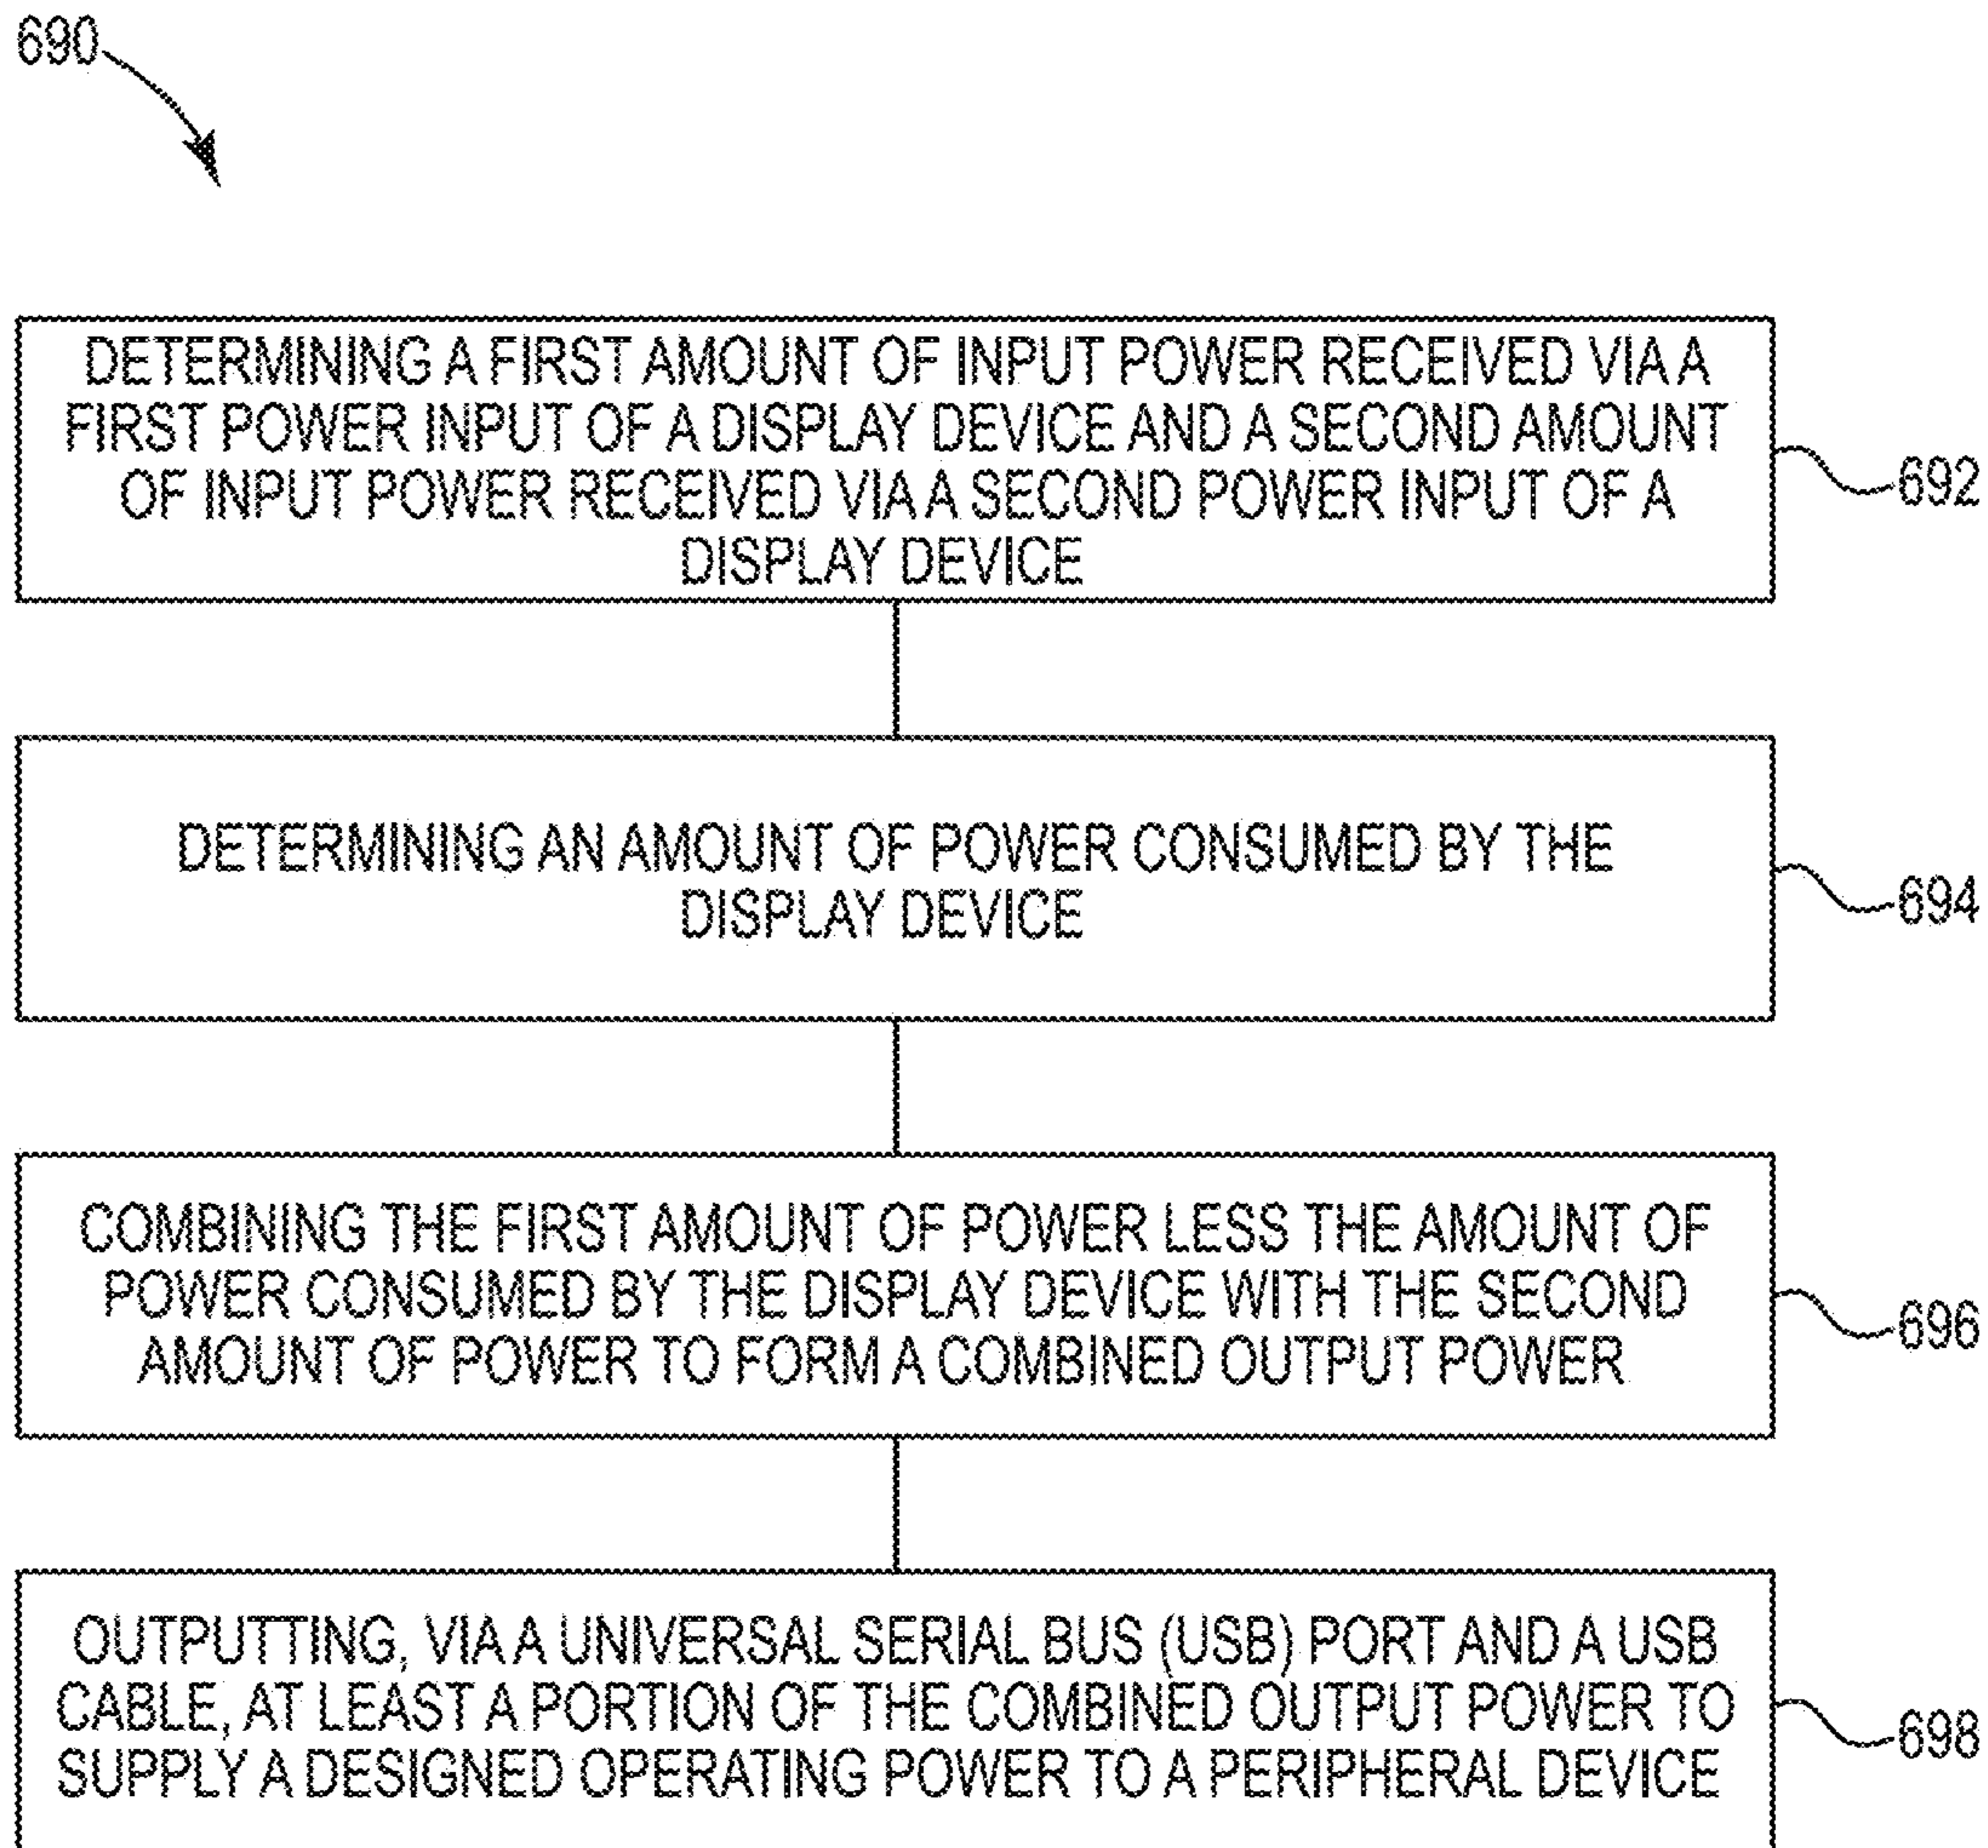 690
DETERMINING A FIRST AMOUNT OF INPUT POWER RECEIVED VIA A
FIRST POWER INPUT OF A DISPLAY DEVICE AND A SECOND AMOUNT
OF INPUT POWER RECEIVED VIA A SECOND POWER INPUT OF A
DISPLAY DEVICE
692
DETERMINING AN AMOUNT OF POWER CONSUMED BY THE
DISPLAY DEVICE
694
COMBINING THE FIRST AMOUNT OF POWER LESS THE AMOUNT OF
POWER CONSUMED BY THE DISPLAY DEVICE WITH THE SECOND
AMOUNT OF POWER TO FORM A COMBINED OUTPUT POWER
696
OUTPUTTING, VIA A UNIVERSAL SERIAL BUS (USB) PORT AND A USB
CABLE, AT LEAST A PORTION OF THE COMBINED OUTPUT POWER TO
SUPPLY A DESIGNED OPERATING POWER TO A PERIPHERAL DEVICE
698